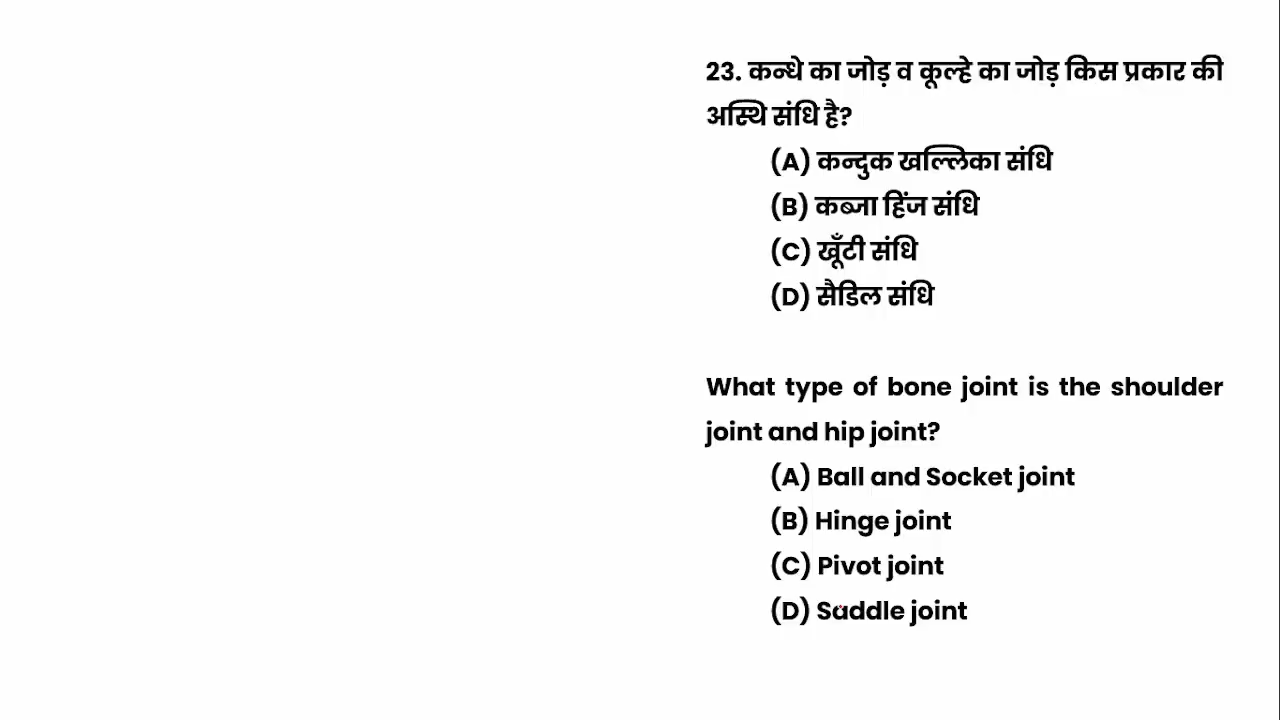 23. कन्धे का जोड़ व कूल्हे का जोड़ किस प्रकार की
अस्थि संधि है?
(A) कन्दुक खल्लिका संधि
(B) कब्जा हिंज संधि
(C) खूँटी संधि
(D) सैडिल संधि
What type of bone joint is the shoulder
joint and hip joint?
(A) Ball and Socket joint
(B) Hinge joint
(C) Pivot joint
(D) Saddle joint